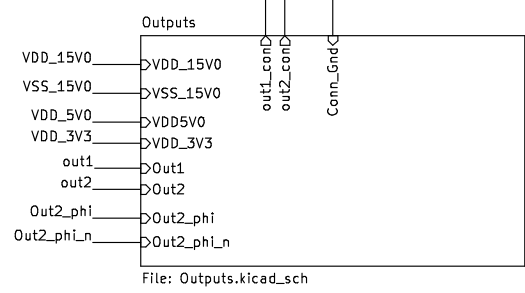 Outputs
out1_con
out2_con
Conn_Gnd
VDD_15V0 VDD_15V0
VSS_15V0 VSS_15V0
VDD_5V0 VDD5V0
VDD_3V3 VDD_3V3
out1 Out1
out2 Out2
Out2_phi Out2_phi
Out2_phi_n Out2_phi_n
File: Outputs.kicad_sch